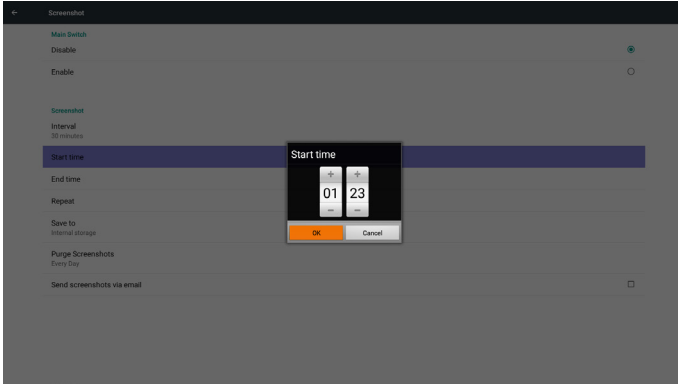 Screenshot
Main Switch
Disable
Enable
Screenshot
Interval
30 minutes
Start time
End time
Repeat
Save to
Internal storage
Purge Screenshots
Every Day
Send screenshots via email
Start time
+ +
01 23
- -
OK Cancel